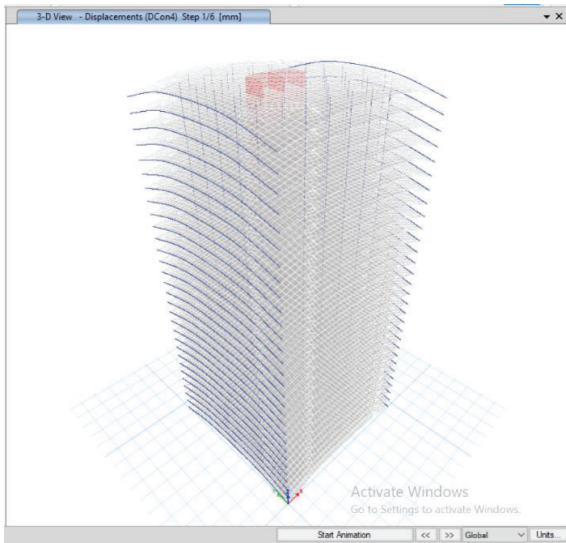 3-D View - Displacements (DCon4) Step 1/6 [mm]
Activate Windows
Go to Settings to activate Windows.
Start Animation << >> Global Units...